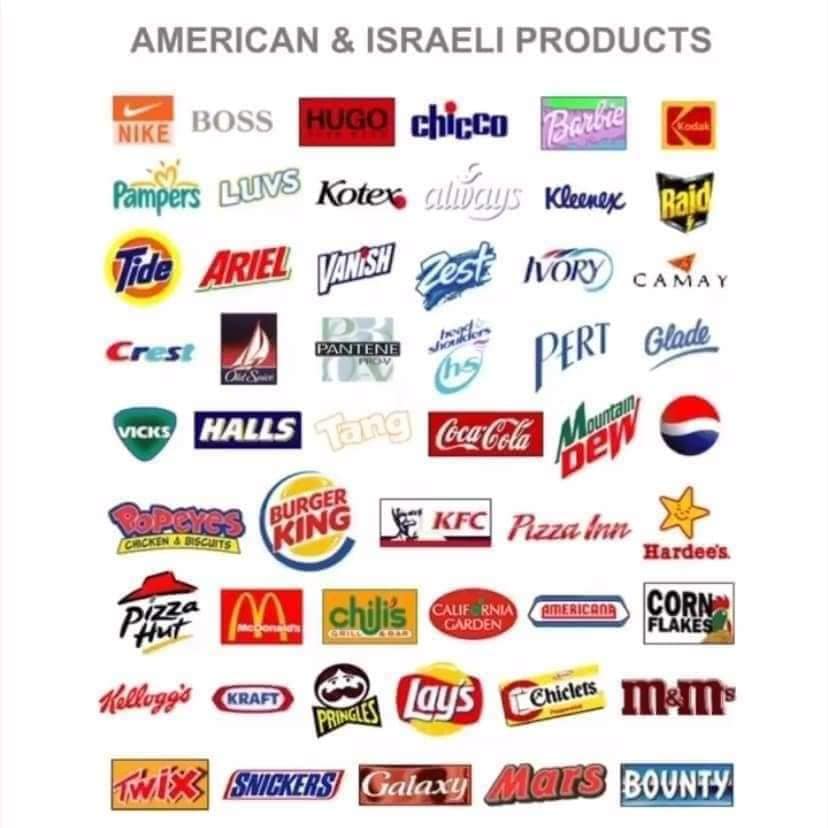 AMERICAN & ISRAELI PRODUCTS
NIKE BOSS HUGO chicco Barbie Kodak
Pampers LUVS Kotex always Kleenex Raid
Tide ARIEL VANISH Zest IVORY CAMAY
Crest Old Spice PANTENE PRO-V head & shoulders hs PERT Glade
VICKS HALLS Tang Coca-Cola Mountain Dew
POPEYES CHICKEN & BISCUITS BURGER KING KFC Pizza Inn Hardee's
Pizza Hut McDonald's chili's GRILL & BAR CALIFORNIA GARDEN AMERICANA CORN FLAKES
Kellogg's KRAFT PRINGLES Lay's Chiclets m&m's
TWIX SNICKERS Galaxy Mars BOUNTY